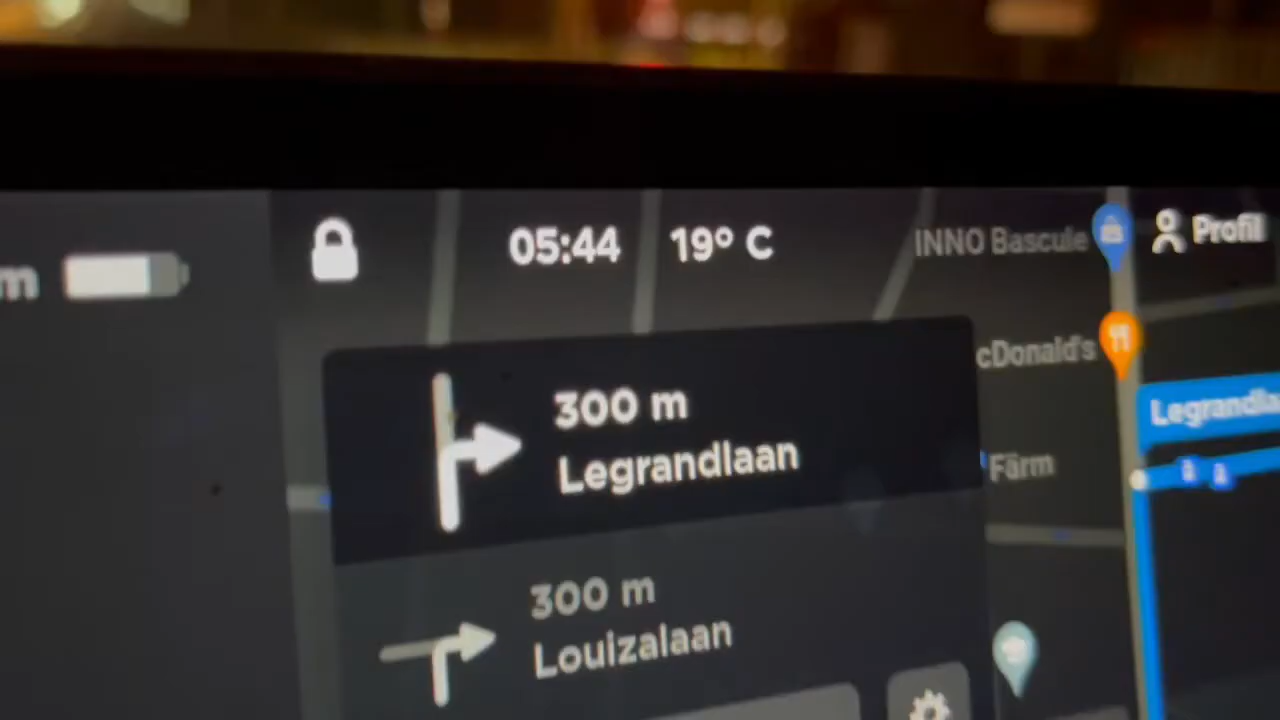 m
05:44
19° C
INNO Bascule
Profil
cDonald's
300 m
Legrandlaan
Legrandla
Färm
300 m
Louizalaan